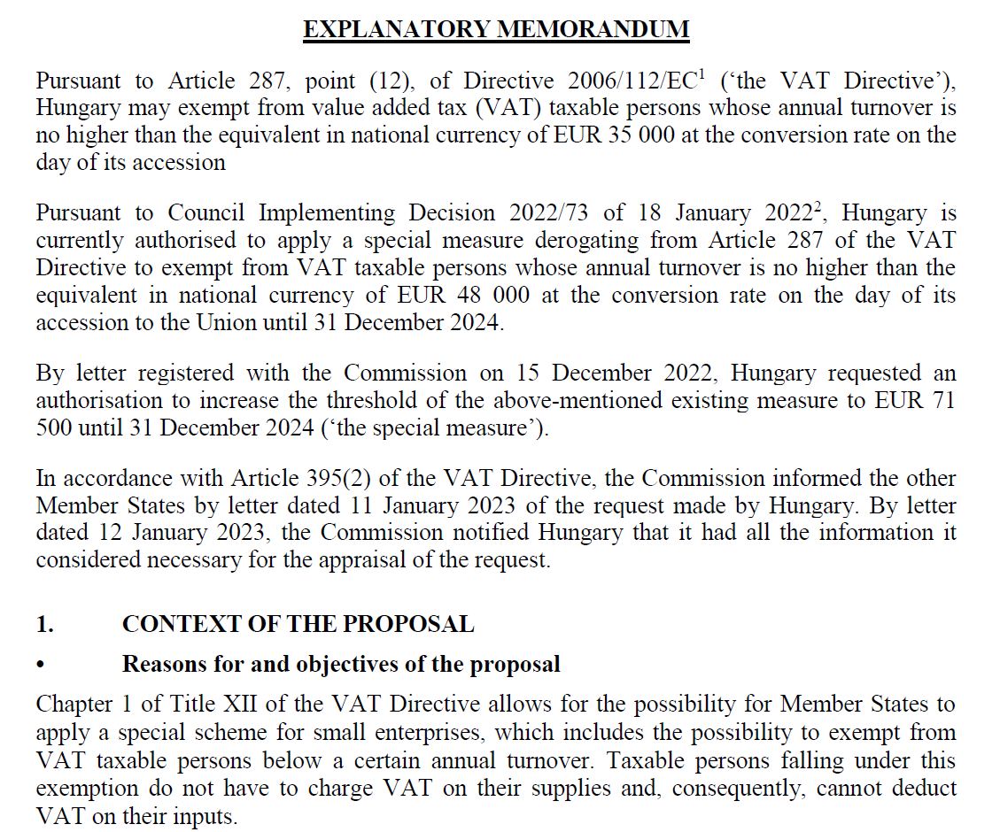 EXPLANATORY MEMORANDUM
Pursuant to Article 287, point (12), of Directive 2006/112/EC¹ (‘the VAT Directive’),
Hungary may exempt from value added tax (VAT) taxable persons whose annual turnover is
no higher than the equivalent in national currency of EUR 35 000 at the conversion rate on the
day of its accession
Pursuant to Council Implementing Decision 2022/73 of 18 January 2022², Hungary is
currently authorised to apply a special measure derogating from Article 287 of the VAT
Directive to exempt from VAT taxable persons whose annual turnover is no higher than the
equivalent in national currency of EUR 48 000 at the conversion rate on the day of its
accession to the Union until 31 December 2024.
By letter registered with the Commission on 15 December 2022, Hungary requested an
authorisation to increase the threshold of the above-mentioned existing measure to EUR 71
500 until 31 December 2024 (‘the special measure’).
In accordance with Article 395(2) of the VAT Directive, the Commission informed the other
Member States by letter dated 11 January 2023 of the request made by Hungary. By letter
dated 12 January 2023, the Commission notified Hungary that it had all the information it
considered necessary for the appraisal of the request.
1. CONTEXT OF THE PROPOSAL
• Reasons for and objectives of the proposal
Chapter 1 of Title XII of the VAT Directive allows for the possibility for Member States to
apply a special scheme for small enterprises, which includes the possibility to exempt from
VAT taxable persons below a certain annual turnover. Taxable persons falling under this
exemption do not have to charge VAT on their supplies and, consequently, cannot deduct
VAT on their inputs.